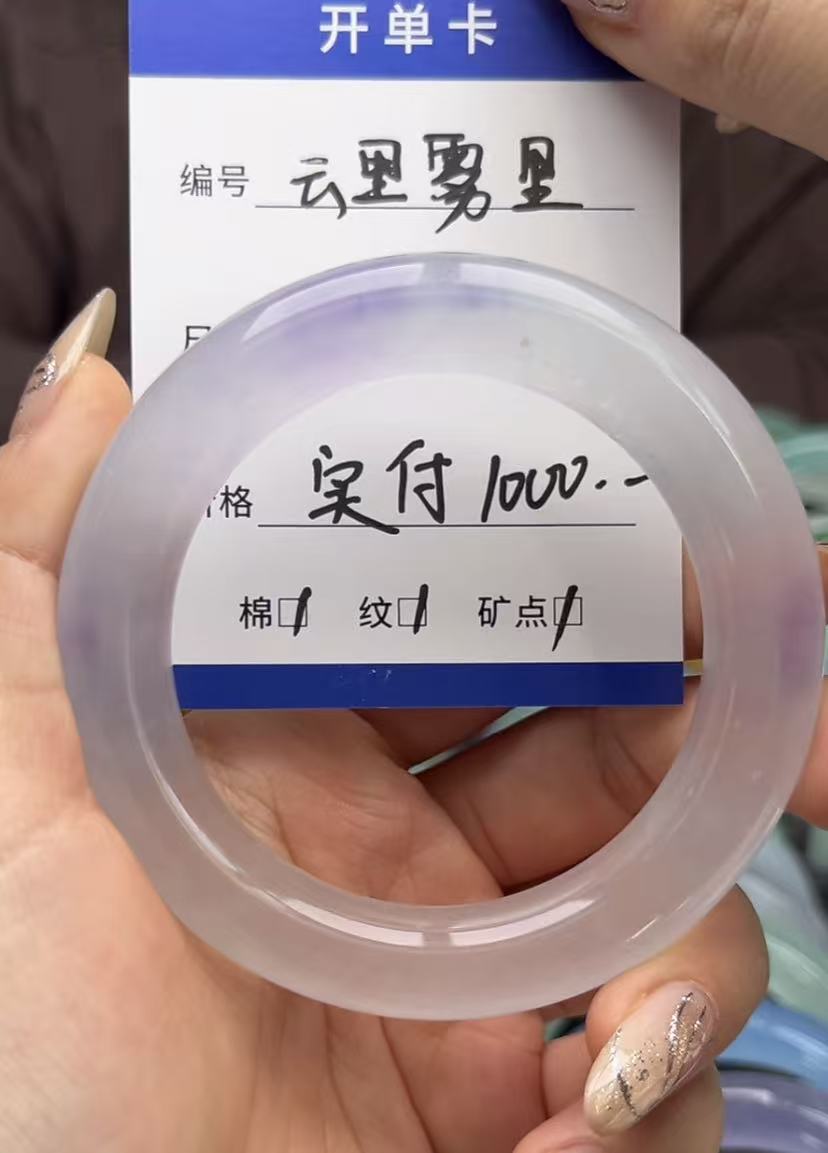 开单卡
编号 云里雾里
尺
格 实付1000.-
棉 纹 矿点